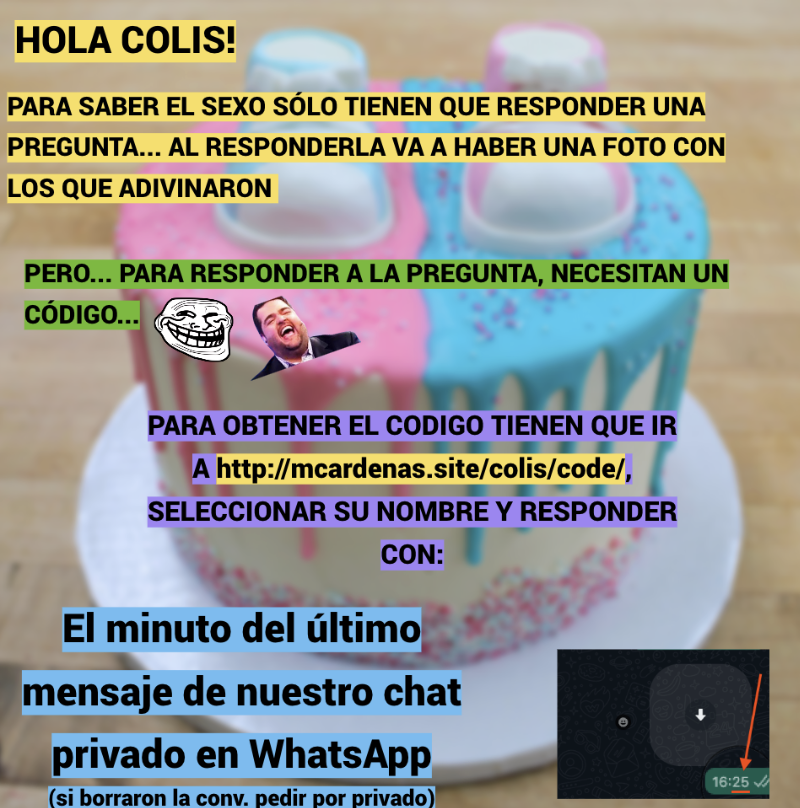 HOLA COLIS!
PARA SABER EL SEXO SÓLO TIENEN QUE RESPONDER UNA
PREGUNTA... AL RESPONDERLA VA A HABER UNA FOTO CON
LOS QUE ADIVINARON
PERO... PARA RESPONDER A LA PREGUNTA, NECESITAN UN
CÓDIGO...
PARA OBTENER EL CODIGO TIENEN QUE IR
A http://mcardenas.site/colis/code/,
SELECCIONAR SU NOMBRE Y RESPONDER
CON:
El minuto del último
mensaje de nuestro chat
privado en WhatsApp
(si borraron la conv. pedir por privado)
16:25